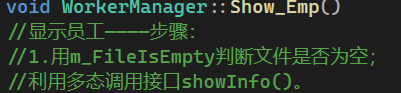 void WorkerManager::Show_Emp()
//显示员工————步骤：
//1.用m_FileIsEmpty判断文件是否为空；
//利用多态调用接口showInfo()。